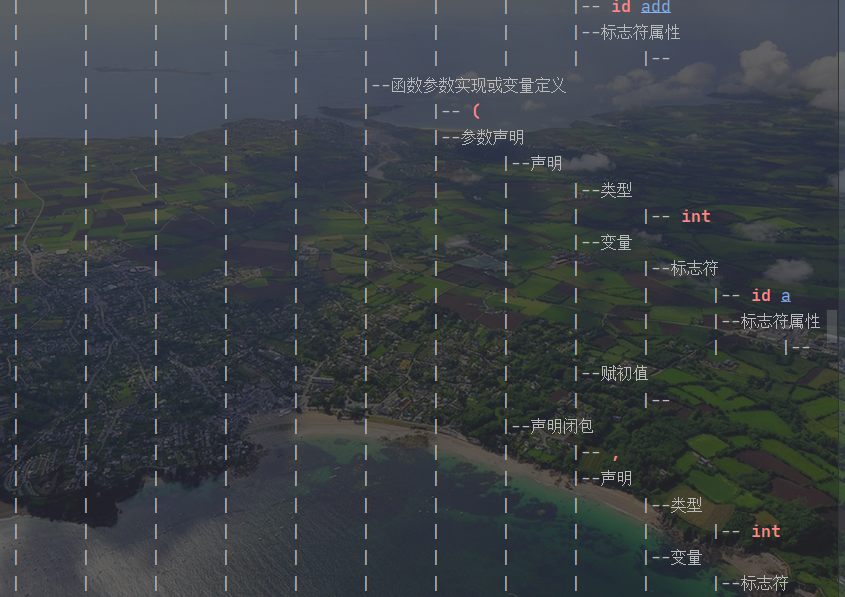 |       |       |       |       |       |       |       |       |-- id add
|       |       |       |       |       |       |       |       |--标志符属性
|       |       |       |       |       |       |       |       |       |--
|       |       |       |       |       |--函数参数实现或变量定义
|       |       |       |       |       |       |-- (
|       |       |       |       |       |       |--参数声明
|       |       |       |       |       |       |       |--声明
|       |       |       |       |       |       |       |       |--类型
|       |       |       |       |       |       |       |       |       |-- int
|       |       |       |       |       |       |       |       |--变量
|       |       |       |       |       |       |       |       |       |--标志符
|       |       |       |       |       |       |       |       |       |       |-- id a
|       |       |       |       |       |       |       |       |       |       |--标志符属性
|       |       |       |       |       |       |       |       |       |       |       |--
|       |       |       |       |       |       |       |       |--赋初值
|       |       |       |       |       |       |       |       |       |--
|       |       |       |       |       |       |       |--声明闭包
|       |       |       |       |       |       |       |       |-- ,
|       |       |       |       |       |       |       |       |--声明
|       |       |       |       |       |       |       |       |       |--类型
|       |       |       |       |       |       |       |       |       |       |-- int
|       |       |       |       |       |       |       |       |       |--变量
|       |       |       |       |       |       |       |       |       |       |--标志符